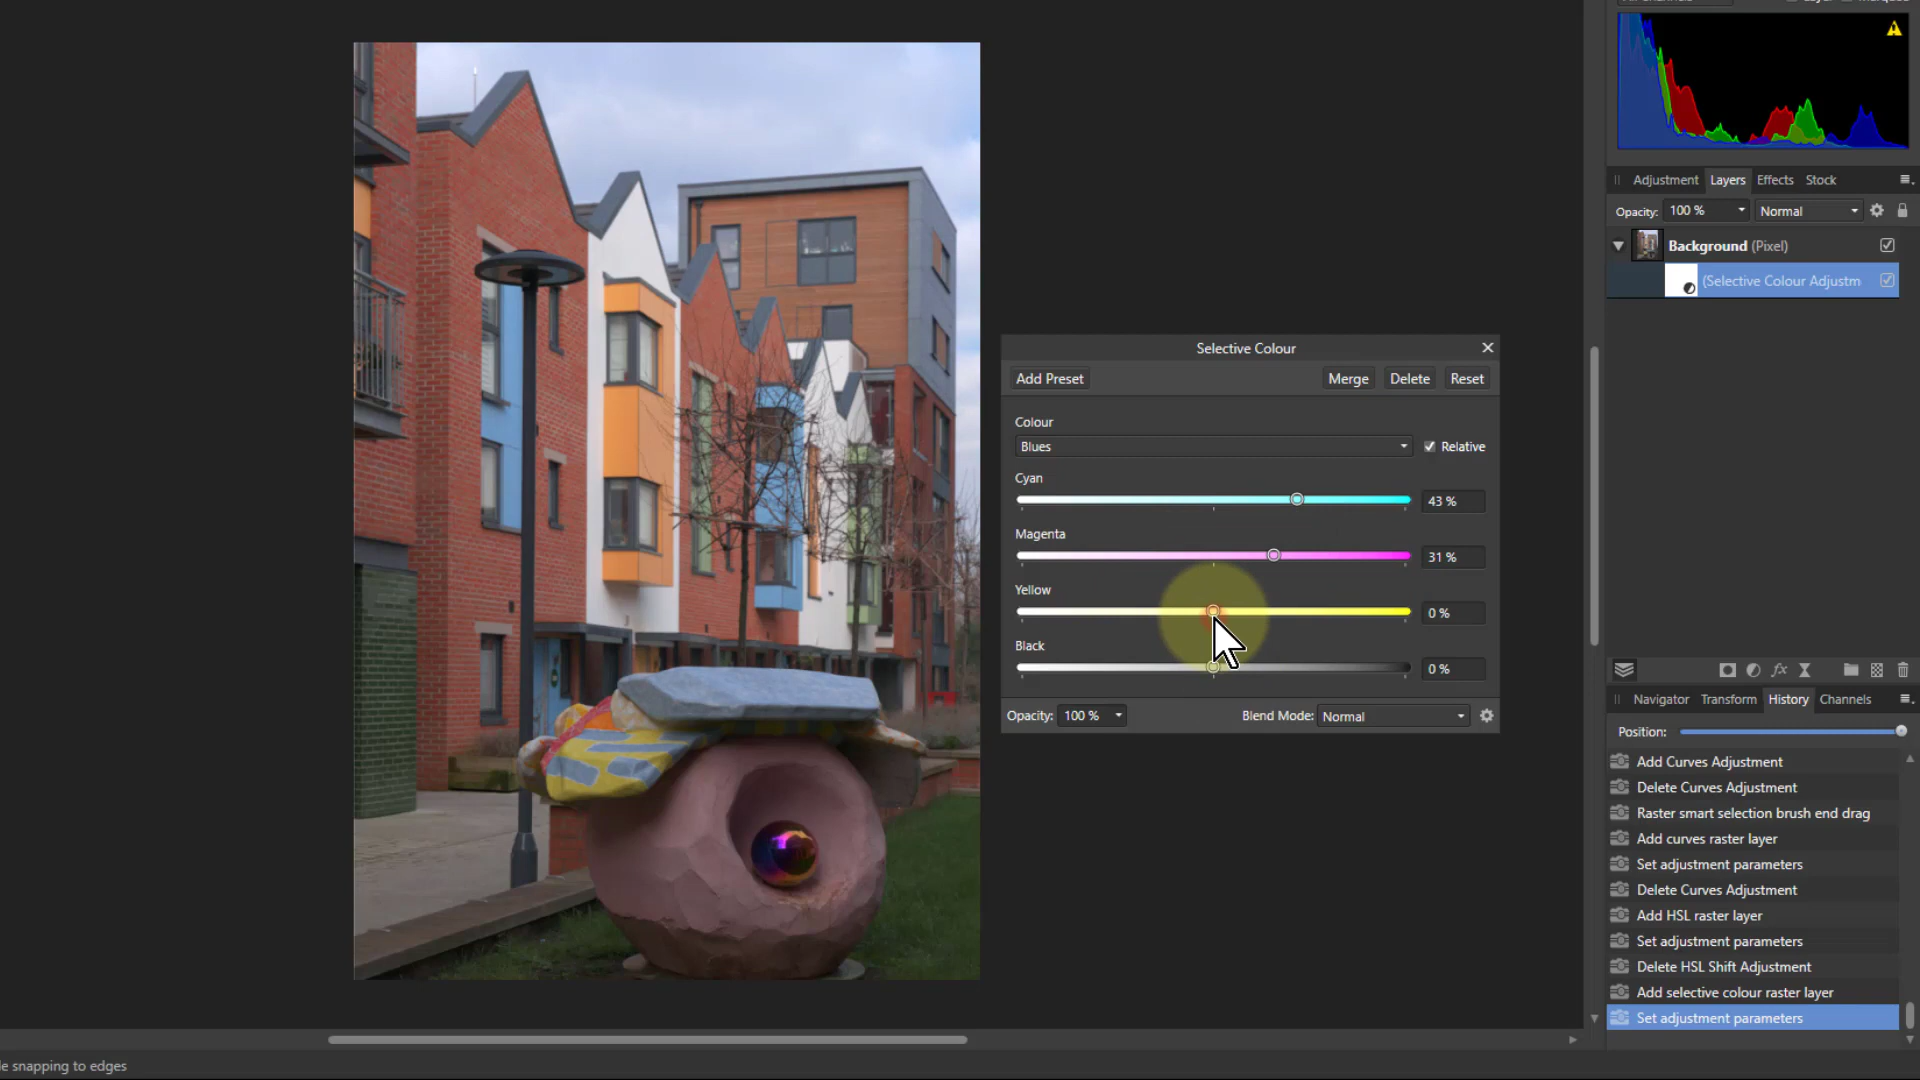 Adjustment Layers Effects Stock
Opacity: 100 % Normal
Background (Pixel)
(Selective Colour Adjustm
Selective Colour
Add Preset Merge Delete Reset
Colour
Blues Relative
Cyan
43 %
Magenta
31 %
Yellow
0 %
Black
0 %
Opacity: 100 % Blend Mode: Normal
fx
Navigator Transform History Channels
Position:
Add Curves Adjustment
Delete Curves Adjustment
Raster smart selection brush end drag
Add curves raster layer
Set adjustment parameters
Delete Curves Adjustment
Add HSL raster layer
Set adjustment parameters
Delete HSL Shift Adjustment
Add selective colour raster layer
Set adjustment parameters
le snapping to edges